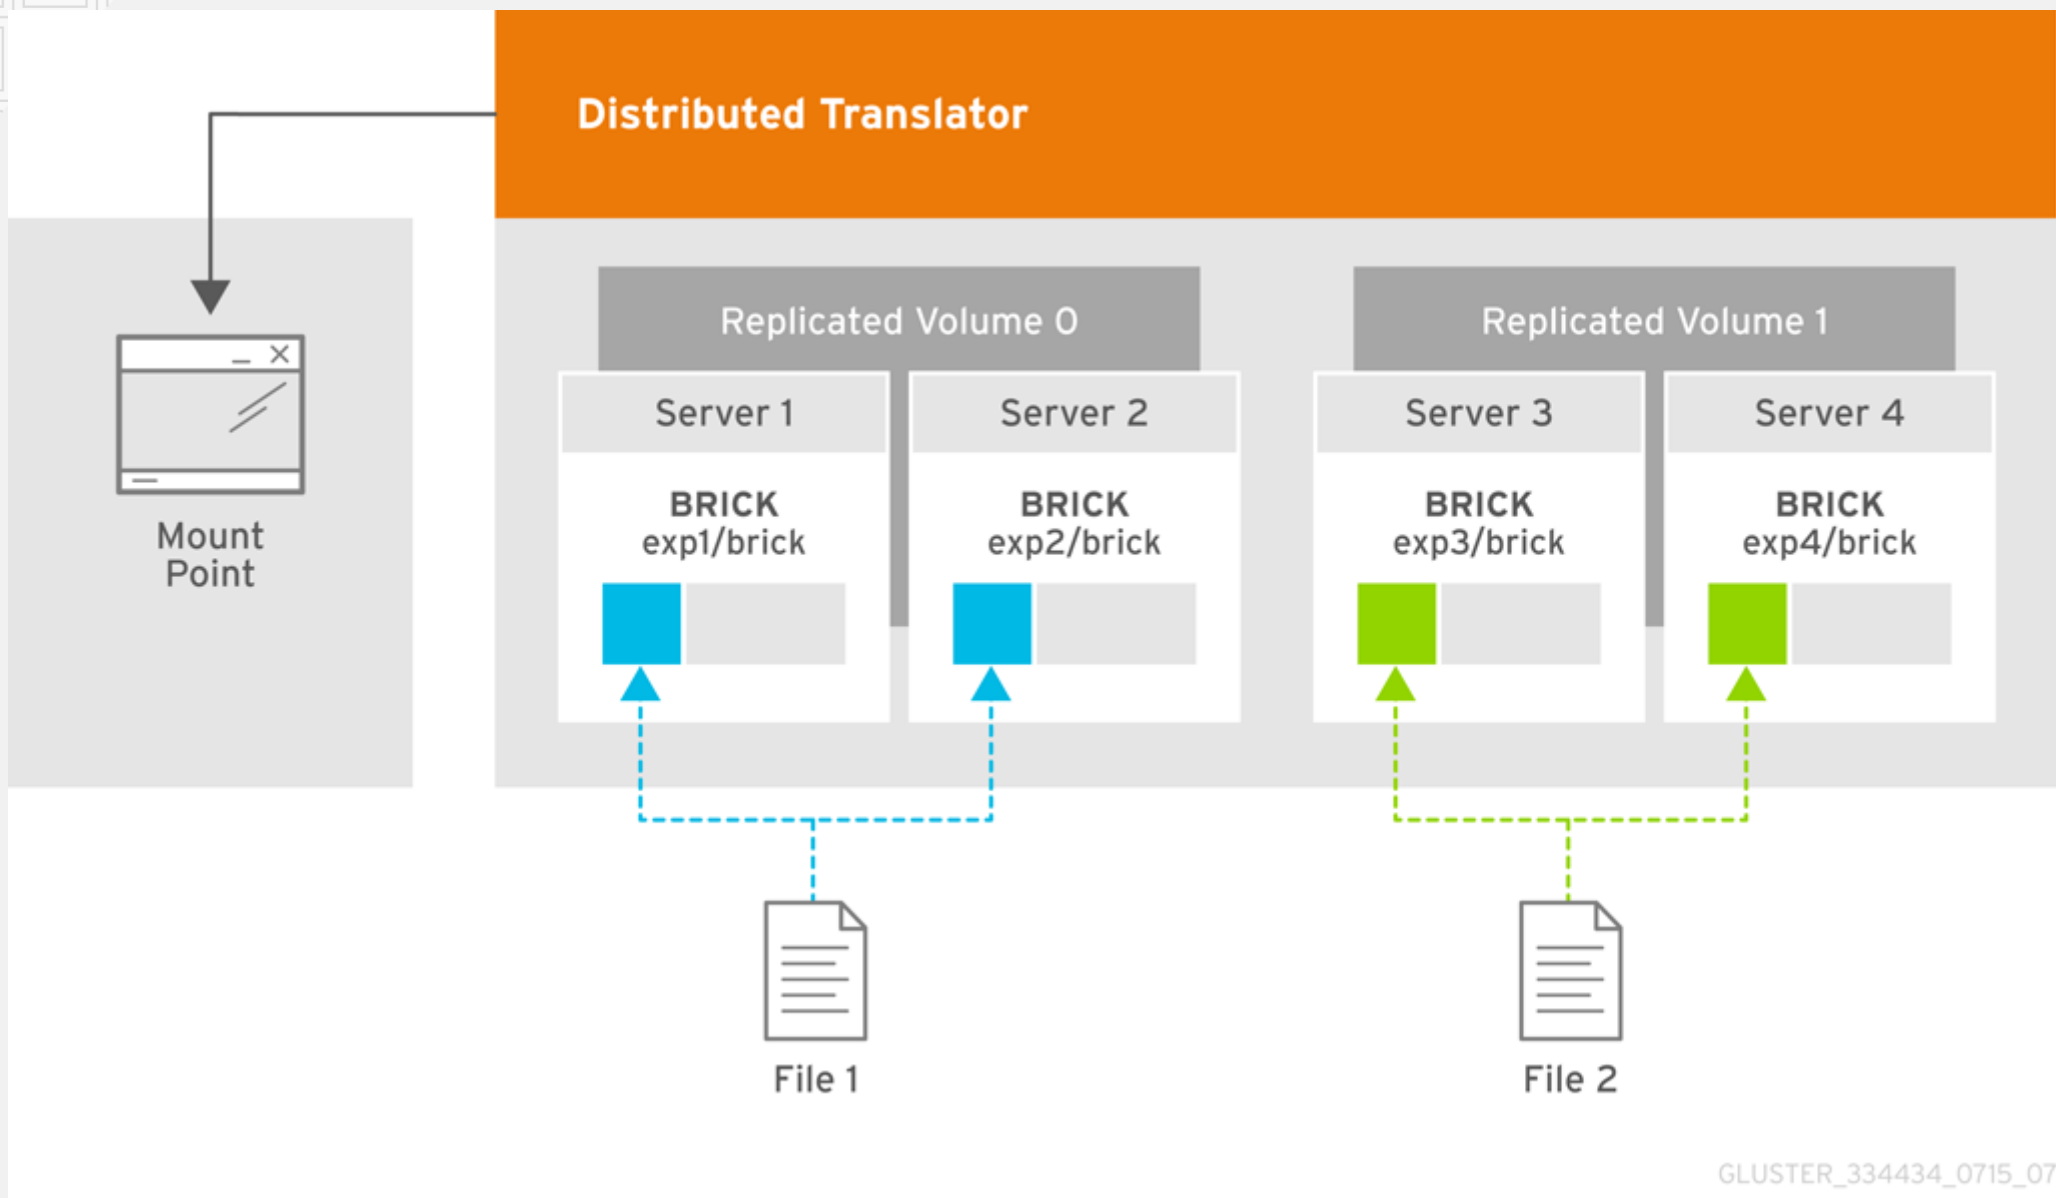 Distributed Translator
Replicated Volume 0
Replicated Volume 1
Server 1
Server 2
Server 3
Server 4
BRICK
exp1/brick
BRICK
exp2/brick
BRICK
exp3/brick
BRICK
exp4/brick
Mount
Point
File 1
File 2
GLUSTER_334434_0715_07